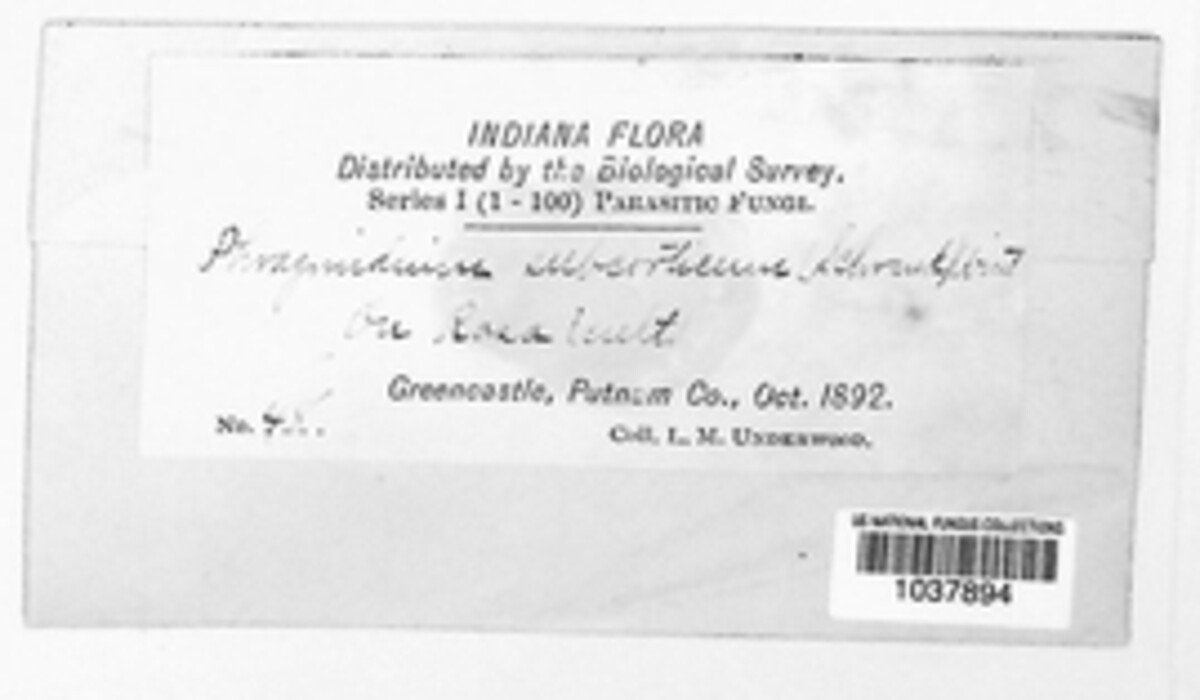 INDIANA FLORA
Distributed by the Biological Survey.
Series I (1 - 100) PARASITIC FUNGI.
Phragmidium
On Rosa cult
Greencastle, Putnam Co., Oct. 1892.
No.
Coll. L. M. UNDERWOOD.
US NATIONAL FUNGUS COLLECTIONS
1037894